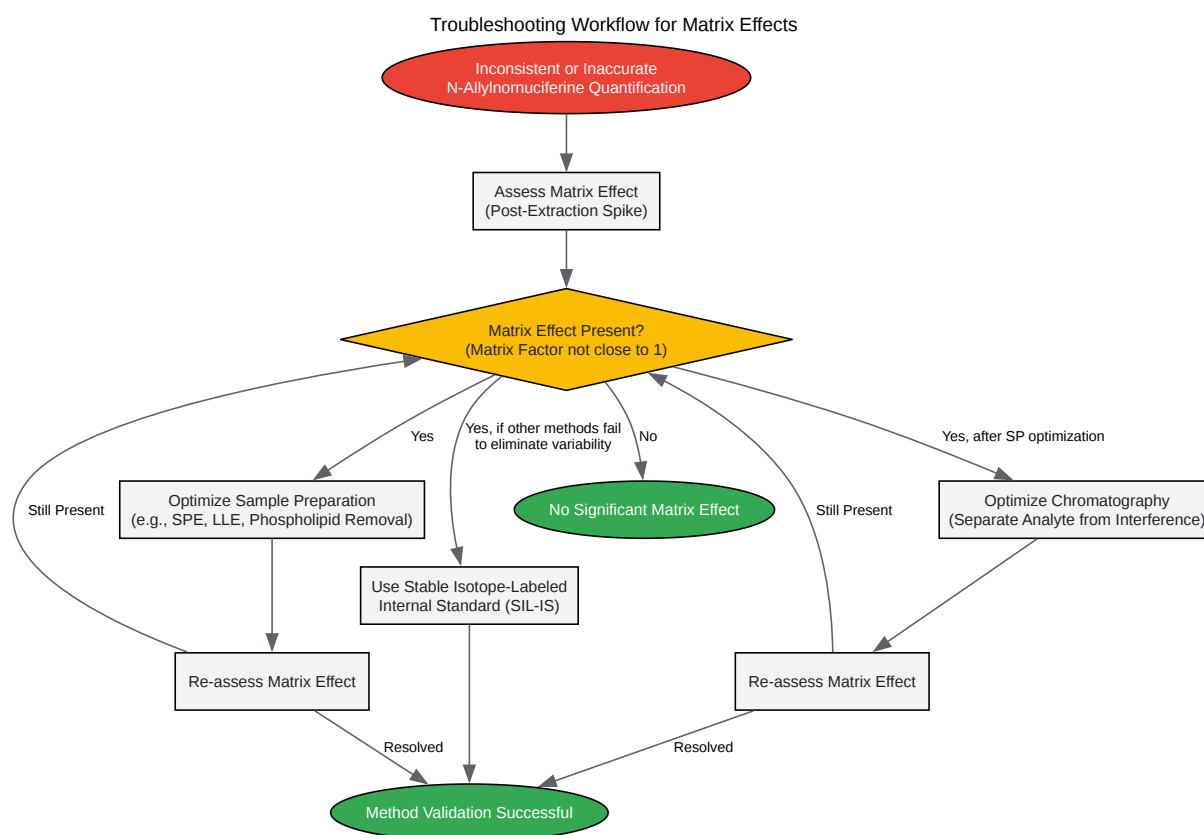 Troubleshooting Workflow for Matrix Effects
Inconsistent or Inaccurate
N-Allylnornuciferine Quantification
Assess Matrix Effect
(Post-Extraction Spike)
Matrix Effect Present?
(Matrix Factor not close to 1)
Yes
Yes, if other methods fail
to eliminate variability
No
Yes, after SP optimization
Still Present
Optimize Sample Preparation
(e.g., SPE, LLE, Phospholipid Removal)
No Significant Matrix Effect
Still Present
Optimize Chromatography
(Separate Analyte from Interference)
Use Stable Isotope-Labeled
Internal Standard (SIL-IS)
Re-assess Matrix Effect
Re-assess Matrix Effect
Resolved
Resolved
Method Validation Successful